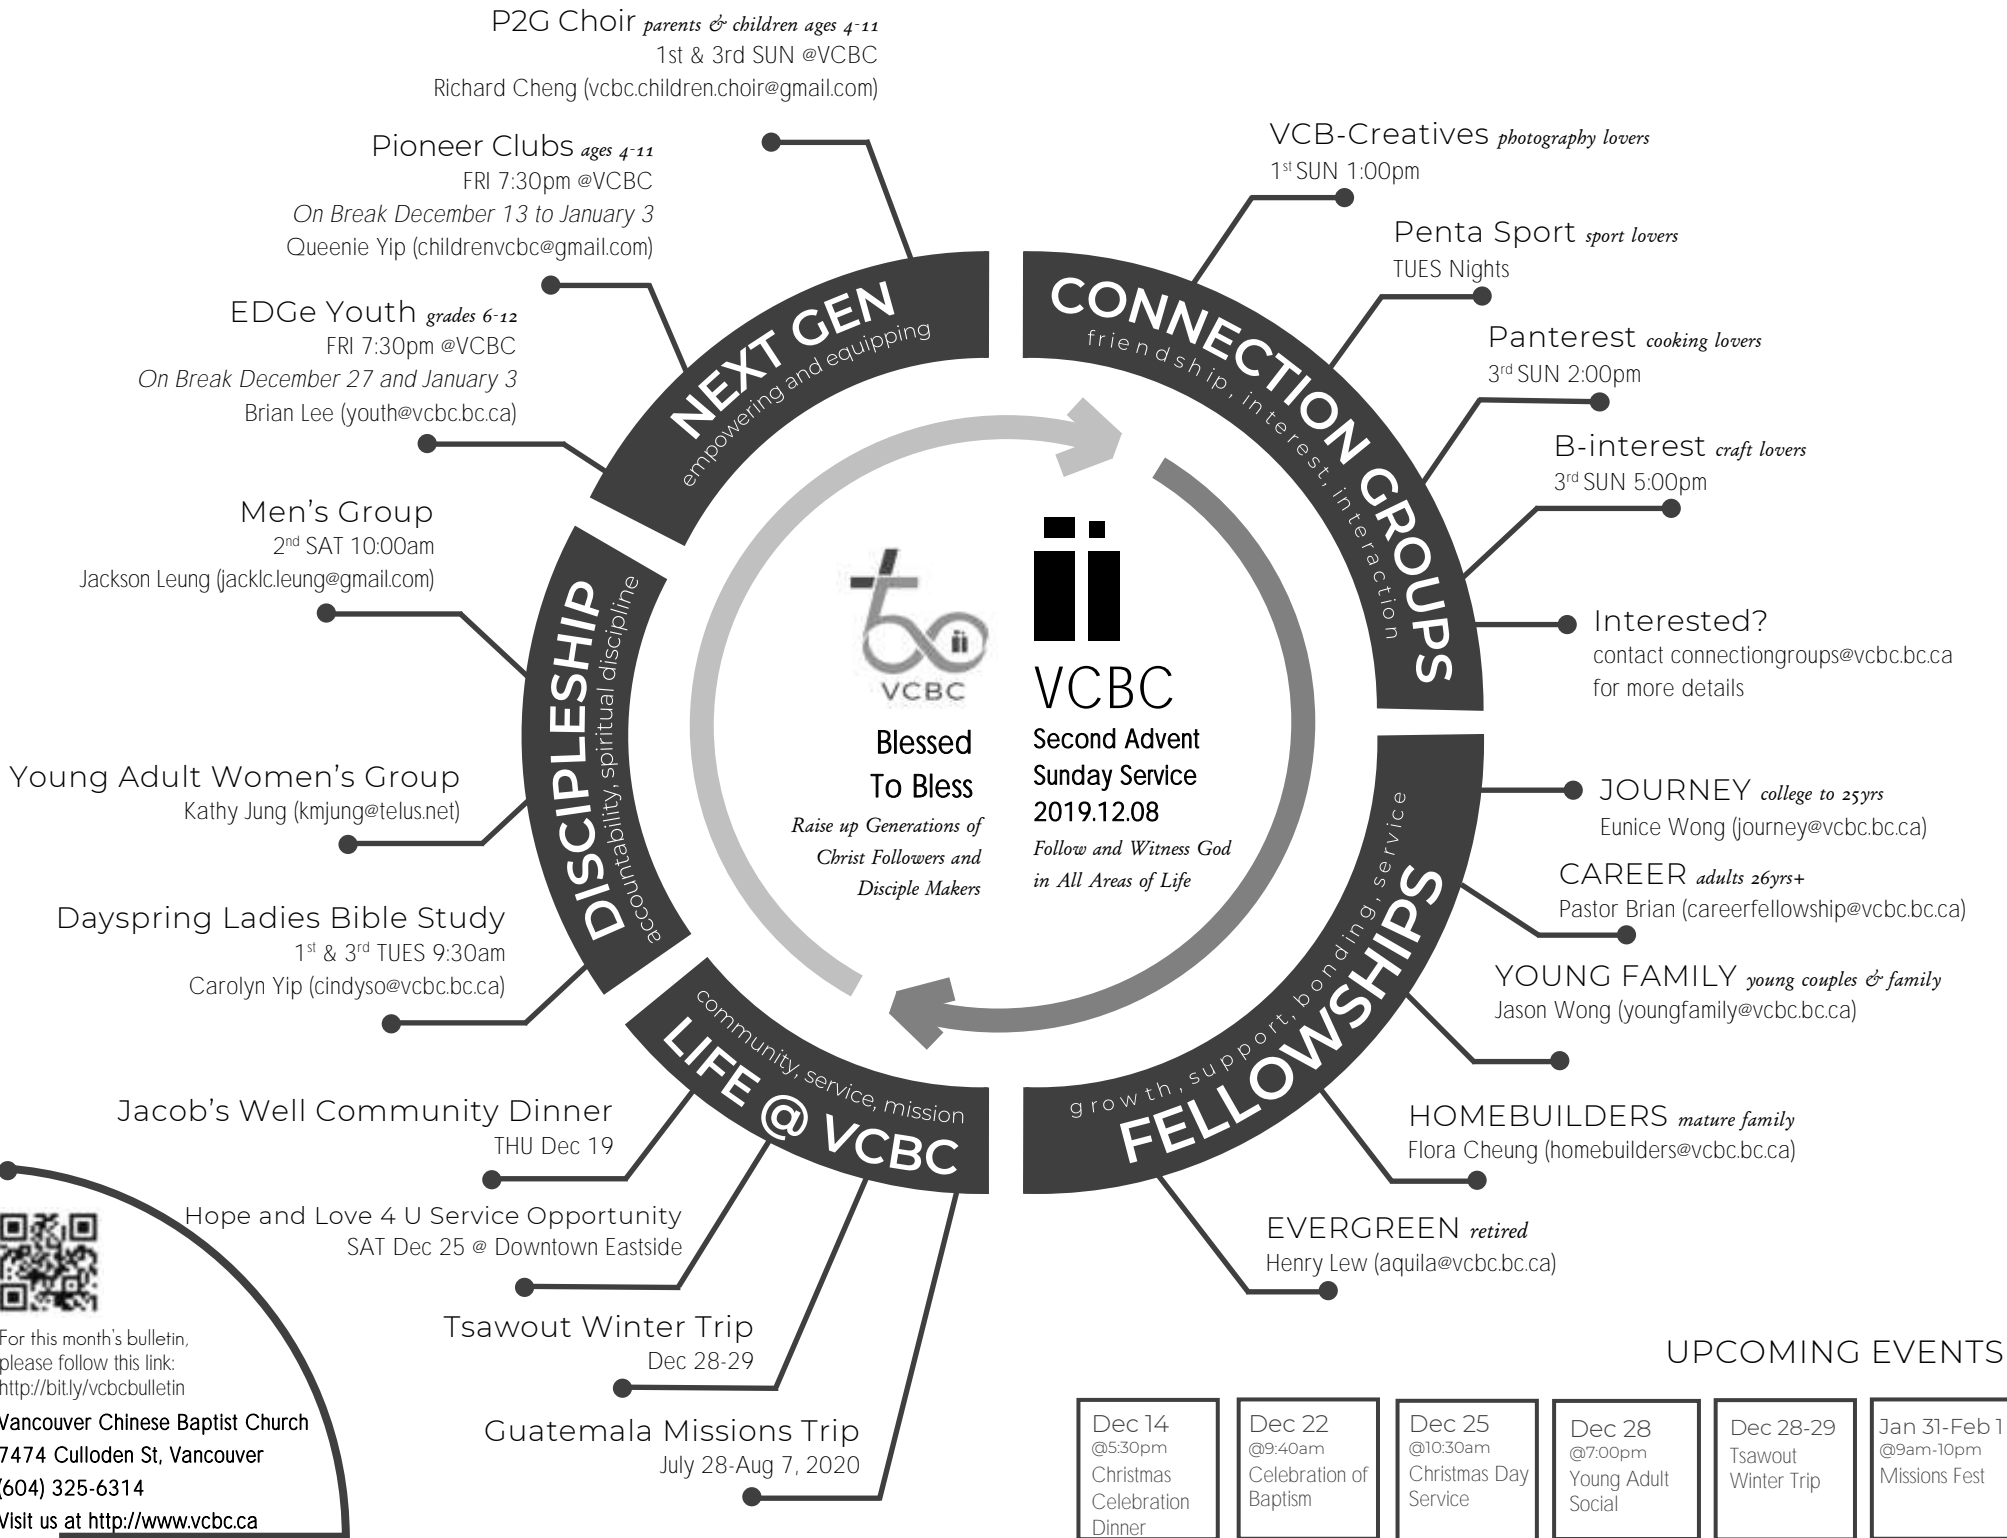 P2G Choir parents & children ages 4-11
1st & 3rd SUN @VCBC
Richard Cheng (vcbc.children.choir@gmail.com)
Pioneer Clubs ages 4-11
FRI 7:30pm @VCBC
On Break December 13 to January 3
Queenie Yip (childrenvcbc@gmail.com)
EDGe Youth grades 6-12
FRI 7:30pm @VCBC
On Break December 27 and January 3
Brian Lee (youth@vcbc.bc.ca)
NEXT GEN
empowering and equipping
Men's Group
2nd SAT 10:00am
Jackson Leung (jacklc.leung@gmail.com)
Young Adult Women's Group
Kathy Jung (kmjung@telus.net)
Dayspring Ladies Bible Study
1st & 3rd TUES 9:30am
Carolyn Yip (cindyso@vcbc.bc.ca)
DISCIPLESHIP
accountability, spiritual discipline
Jacob's Well Community Dinner
THU Dec 19
Hope and Love 4 U Service Opportunity
SAT Dec 25 @ Downtown Eastside
Tsawout Winter Trip
Dec 28-29
Guatemala Missions Trip
July 28-Aug 7, 2020
community, service, mission
LIFE @ VCBC
VCBC
Blessed
To Bless
Raise up Generations of
Christ Followers and
Disciple Makers
VCBC
Second Advent
Sunday Service
2019.12.08
Follow and Witness God
in All Areas of Life
CONNECTION GROUPS
friendship, interest, interaction
VCB-Creatives photography lovers
1st SUN 1:00pm
Penta Sport sport lovers
TUES Nights
Panterest cooking lovers
3rd SUN 2:00pm
B-interest craft lovers
3rd SUN 5:00pm
Interested?
contact connectiongroups@vcbc.bc.ca
for more details
growth, support, bonding, service
FELLOWSHIPS
JOURNEY college to 25yrs
Eunice Wong (journey@vcbc.bc.ca)
CAREER adults 26yrs+
Pastor Brian (careerfellowship@vcbc.bc.ca)
YOUNG FAMILY young couples & family
Jason Wong (youngfamily@vcbc.bc.ca)
HOMEBUILDERS mature family
Flora Cheung (homebuilders@vcbc.bc.ca)
EVERGREEN retired
Henry Lew (aquila@vcbc.bc.ca)
For this month's bulletin,
please follow this link:
http://bit.ly/vcbcbulletin
Vancouver Chinese Baptist Church
7474 Culloden St, Vancouver
(604) 325-6314
Visit us at http://www.vcbc.ca
UPCOMING EVENTS
Dec 14
@5:30pm
Christmas
Celebration
Dinner
Dec 22
@9:40am
Celebration of
Baptism
Dec 25
@10:30am
Christmas Day
Service
Dec 28
@7:00pm
Young Adult
Social
Dec 28-29
Tsawout
Winter Trip
Jan 31-Feb 1
@9am-10pm
Missions Fest